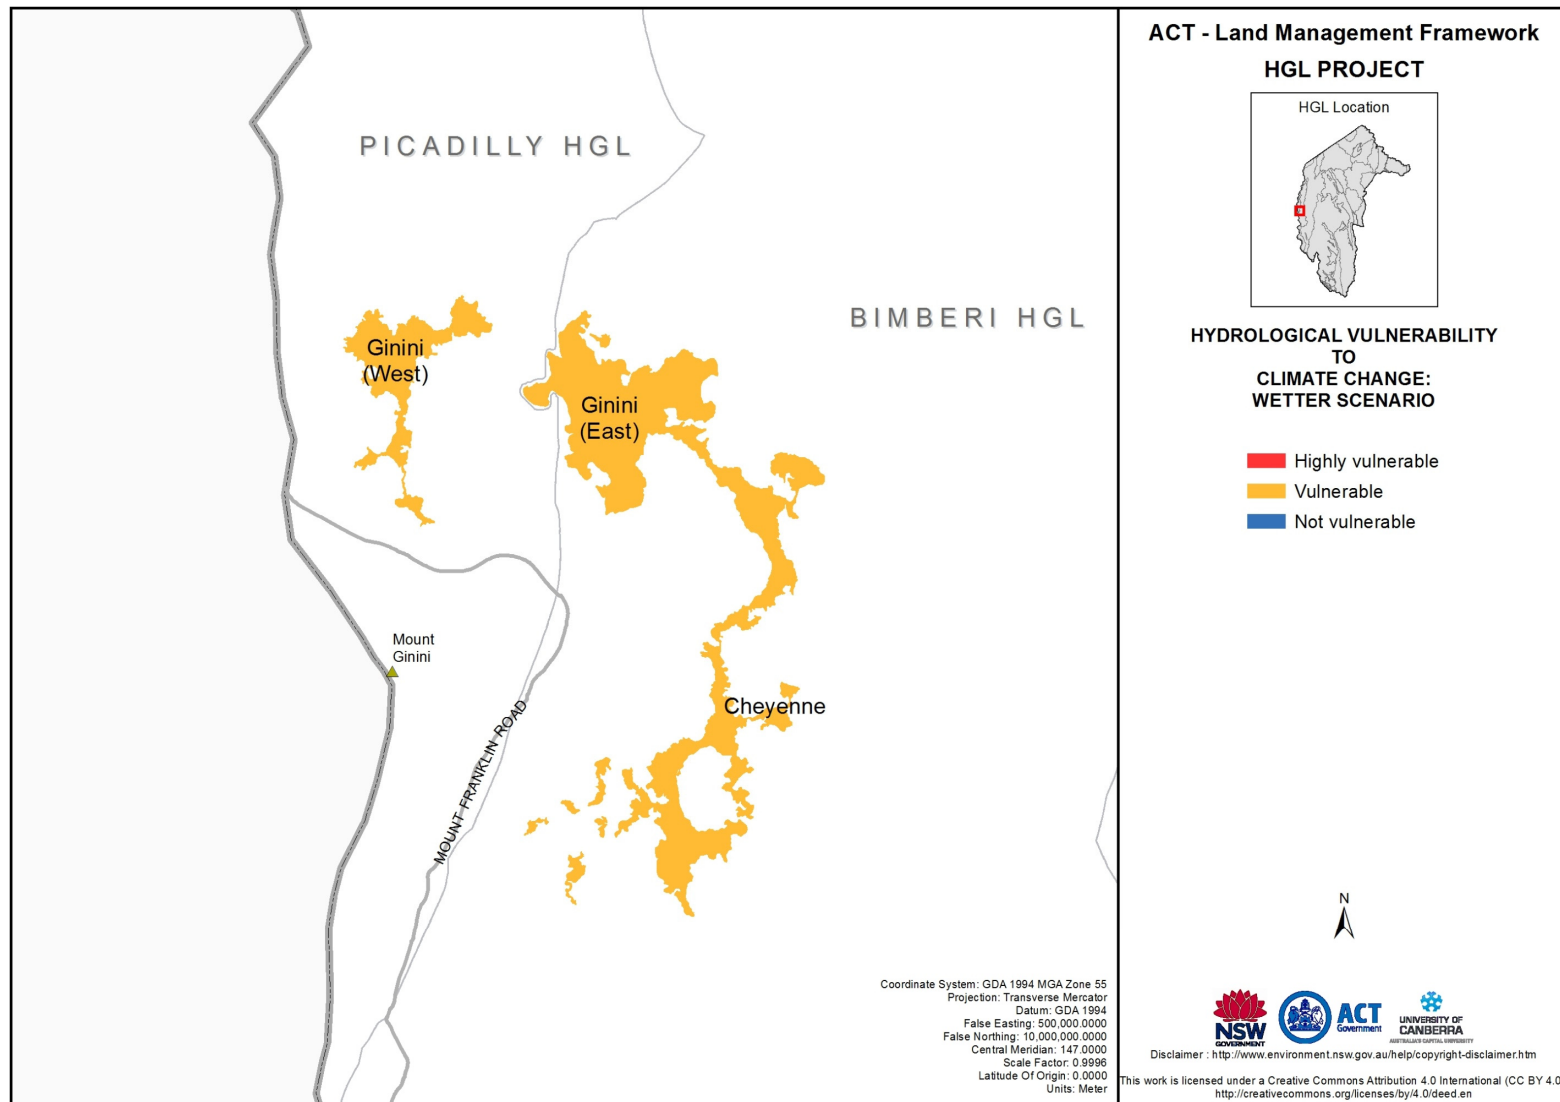 PICADILLY HGL
BIMBERI HGL
Ginini
(West)
Ginini
(East)
Mount
Ginini
Cheyenne
MOUNT FRANKLIN ROAD
Coordinate System: GDA 1994 MGA Zone 55
Projection: Transverse Mercator
Datum: GDA 1994
False Easting: 500,000.0000
False Northing: 10,000,000.0000
Central Meridian: 147.0000
Scale Factor: 0.9996
Latitude Of Origin: 0.0000
Units: Meter
ACT - Land Management Framework
HGL PROJECT
HGL Location
HYDROLOGICAL VULNERABILITY
TO
CLIMATE CHANGE:
WETTER SCENARIO
Highly vulnerable
Vulnerable
Not vulnerable
N
NSW
GOVERNMENT
ACT
Government
UNIVERSITY OF
CANBERRA
AUSTRALIA'S CAPITAL UNIVERSITY
Disclaimer : http://www.environment.nsw.gov.au/help/copyright-disclaimer.htm
This work is licensed under a Creative Commons Attribution 4.0 International (CC BY 4.0
http://creativecommons.org/licenses/by/4.0/deed.en